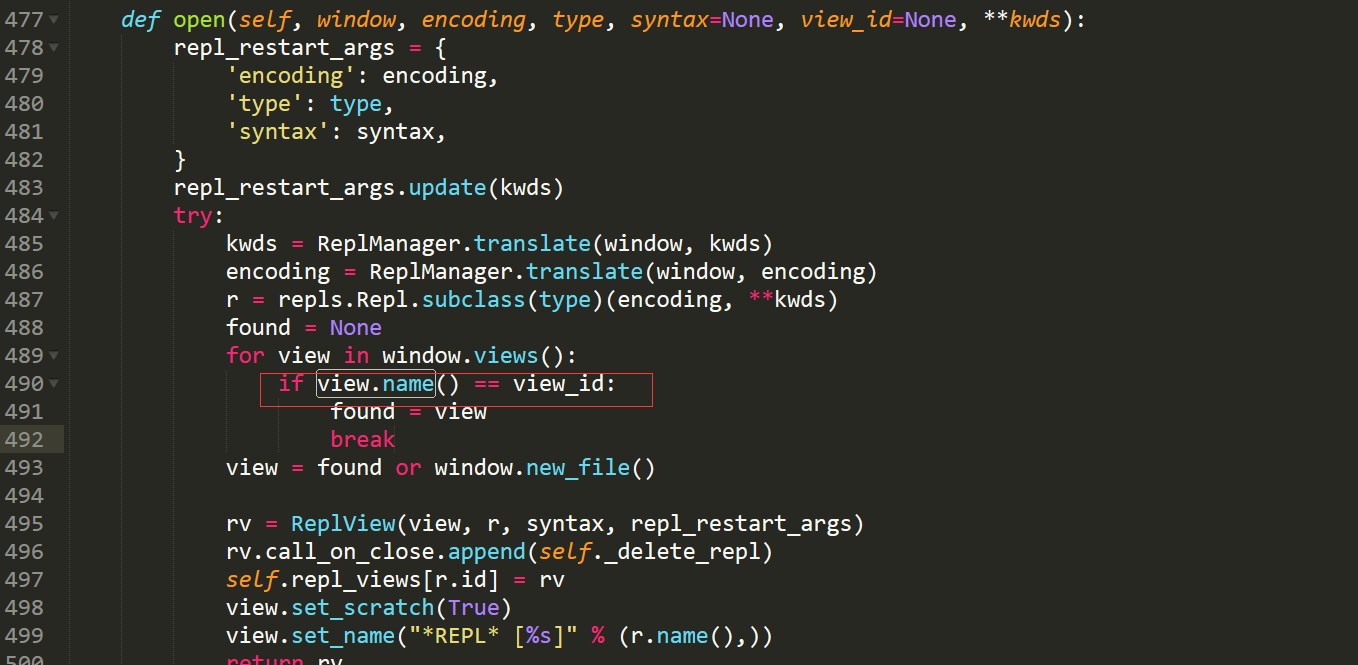 477 def open(self, window, encoding, type, syntax=None, view_id=None, **kwds):
478 repl_restart_args = {
479 'encoding': encoding,
480 'type': type,
481 'syntax': syntax,
482 }
483 repl_restart_args.update(kwds)
484 try:
485 kwds = ReplManager.translate(window, kwds)
486 encoding = ReplManager.translate(window, encoding)
487 r = repls.Repl.subclass(type)(encoding, **kwds)
488 found = None
489 for view in window.views():
490 if view.name() == view_id:
491 found = view
492 break
493 view = found or window.new_file()
494
495 rv = ReplView(view, r, syntax, repl_restart_args)
496 rv.call_on_close.append(self._delete_repl)
497 self.repl_views[r.id] = rv
498 view.set_scratch(True)
499 view.set_name("*REPL* [%s]" % (r.name(),))
500 return rv